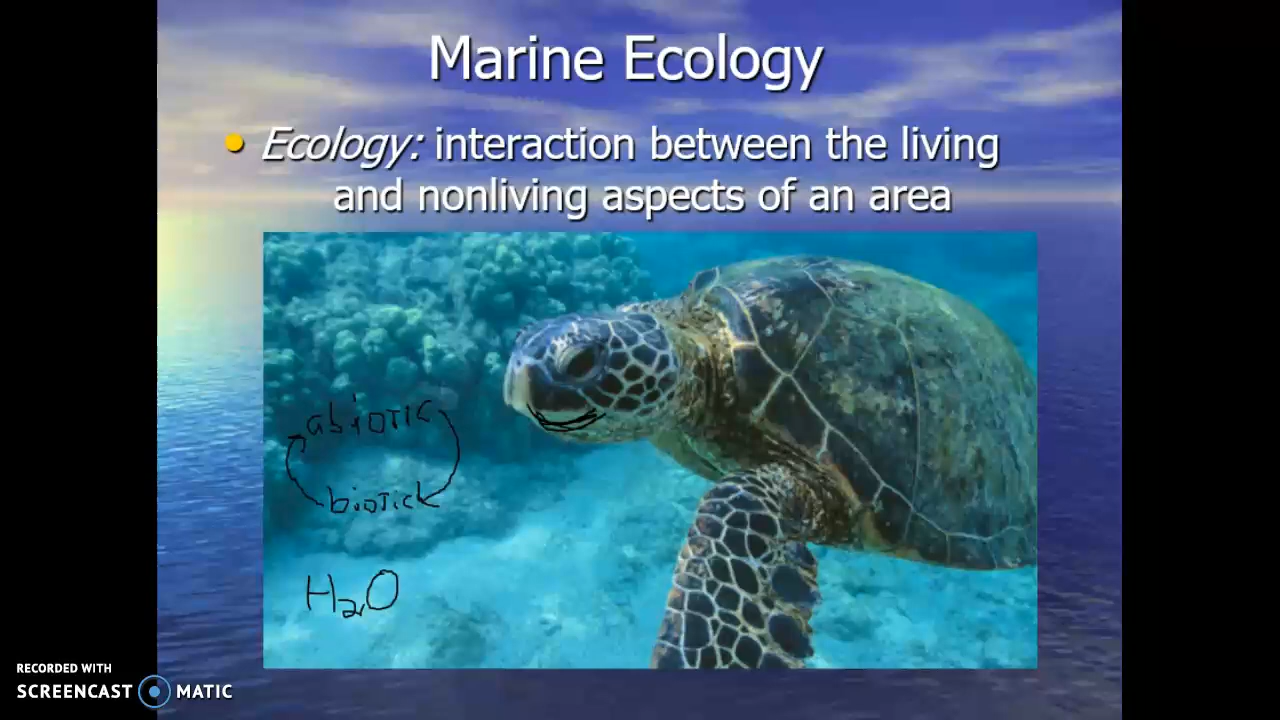 Marine Ecology
• Ecology: interaction between the living
and nonliving aspects of an area
abiotic
biotic
H₂O
RECORDED WITH
SCREENCAST MATIC